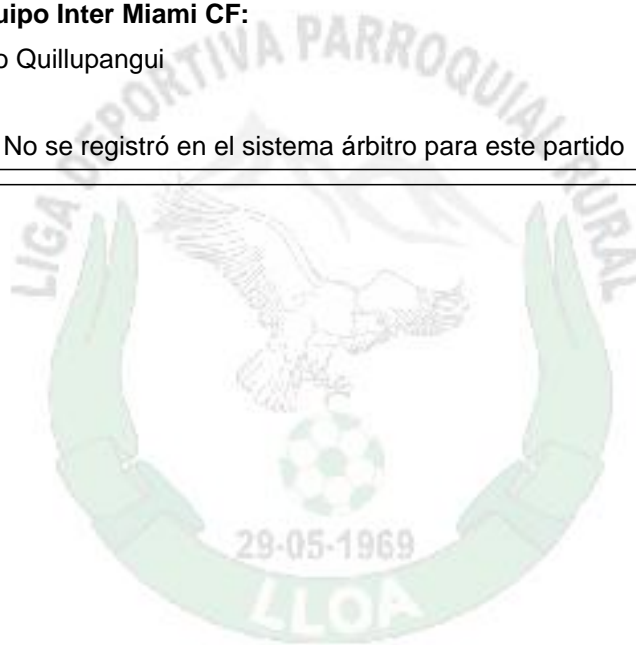 uipo Inter Miami CF:
o Quillupangui
No se registró en el sistema árbitro para este partido
LIGA DEPORTIVA PARROQUIAL RURAL
29-05-1969
LLOA